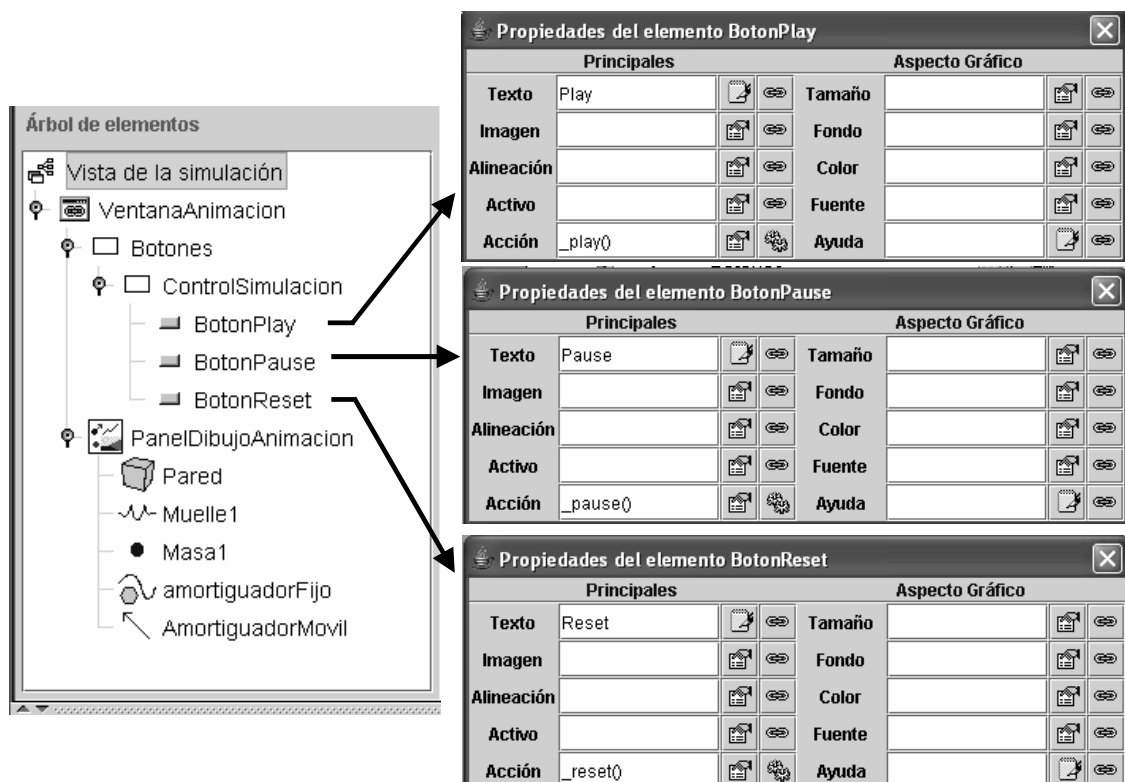 Árbol de elementos
Vista de la simulación
VentanaAnimacion
Botones
ControlSimulacion
BotonPlay
BotonPause
BotonReset
PanelDibujoAnimacion
Pared
Muelle1
Masa1
amortiguadorFijo
AmortiguadorMovil
Propiedades del elemento BotonPlay
Principales Aspecto Gráfico
Texto Play Tamaño
Imagen Fondo
Alineación Color
Activo Fuente
Acción _play() Ayuda
Propiedades del elemento BotonPause
Principales Aspecto Gráfico
Texto Pause Tamaño
Imagen Fondo
Alineación Color
Activo Fuente
Acción _pause() Ayuda
Propiedades del elemento BotonReset
Principales Aspecto Gráfico
Texto Reset Tamaño
Imagen Fondo
Alineación Color
Activo Fuente
Acción _reset() Ayuda